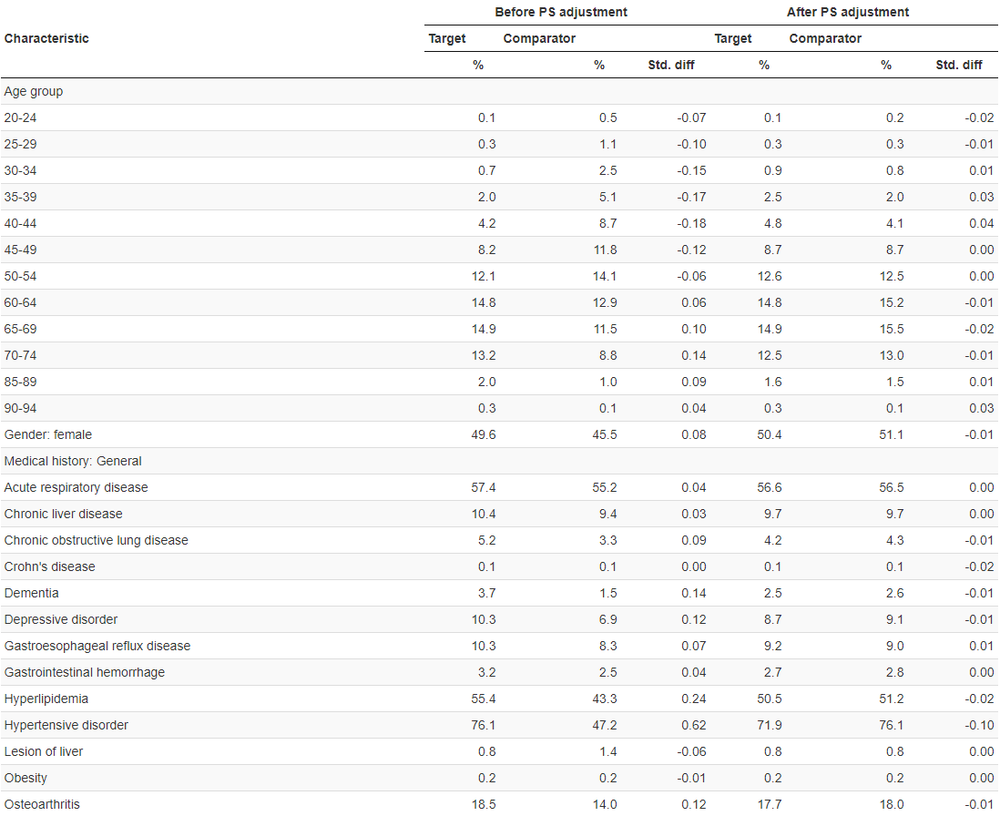 Before PS adjustment After PS adjustment
Characteristic Target Comparator Target Comparator
% % Std. diff % % Std. diff
Age group
20-24 0.1 0.5 -0.07 0.1 0.2 -0.02
25-29 0.3 1.1 -0.10 0.3 0.3 -0.01
30-34 0.7 2.5 -0.15 0.9 0.8 0.01
35-39 2.0 5.1 -0.17 2.5 2.0 0.03
40-44 4.2 8.7 -0.18 4.8 4.1 0.04
45-49 8.2 11.8 -0.12 8.7 8.7 0.00
50-54 12.1 14.1 -0.06 12.6 12.5 0.00
60-64 14.8 12.9 0.06 14.8 15.2 -0.01
65-69 14.9 11.5 0.10 14.9 15.5 -0.02
70-74 13.2 8.8 0.14 12.5 13.0 -0.01
85-89 2.0 1.0 0.09 1.6 1.5 0.01
90-94 0.3 0.1 0.04 0.3 0.1 0.03
Gender: female 49.6 45.5 0.08 50.4 51.1 -0.01
Medical history: General
Acute respiratory disease 57.4 55.2 0.04 56.6 56.5 0.00
Chronic liver disease 10.4 9.4 0.03 9.7 9.7 0.00
Chronic obstructive lung disease 5.2 3.3 0.09 4.2 4.3 -0.01
Crohn's disease 0.1 0.1 0.00 0.1 0.1 -0.02
Dementia 3.7 1.5 0.14 2.5 2.6 -0.01
Depressive disorder 10.3 6.9 0.12 8.7 9.1 -0.01
Gastroesophageal reflux disease 10.3 8.3 0.07 9.2 9.0 0.01
Gastrointestinal hemorrhage 3.2 2.5 0.04 2.7 2.8 0.00
Hyperlipidemia 55.4 43.3 0.24 50.5 51.2 -0.02
Hypertensive disorder 76.1 47.2 0.62 71.9 76.1 -0.10
Lesion of liver 0.8 1.4 -0.06 0.8 0.8 0.00
Obesity 0.2 0.2 -0.01 0.2 0.2 0.00
Osteoarthritis 18.5 14.0 0.12 17.7 18.0 -0.01